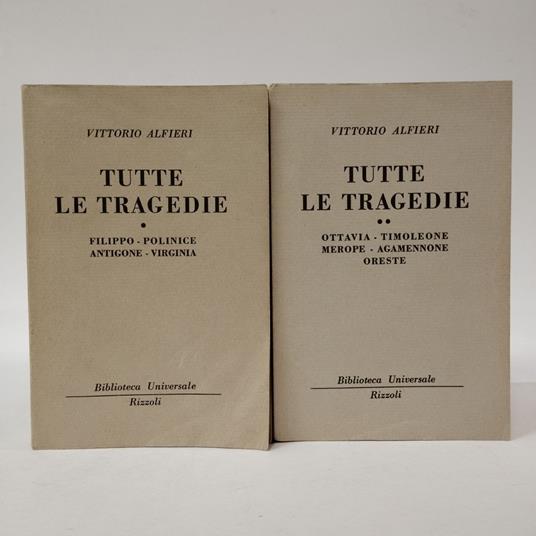 VITTORIO ALFIERI
TUTTE
LE TRAGEDIE
*
FILIPPO - POLINICE
ANTIGONE - VIRGINIA
Biblioteca Universale
Rizzoli
VITTORIO ALFIERI
TUTTE
LE TRAGEDIE
**
OTTAVIA - TIMOLEONE
MEROPE - AGAMENNONE
ORESTE
Biblioteca Universale
Rizzoli